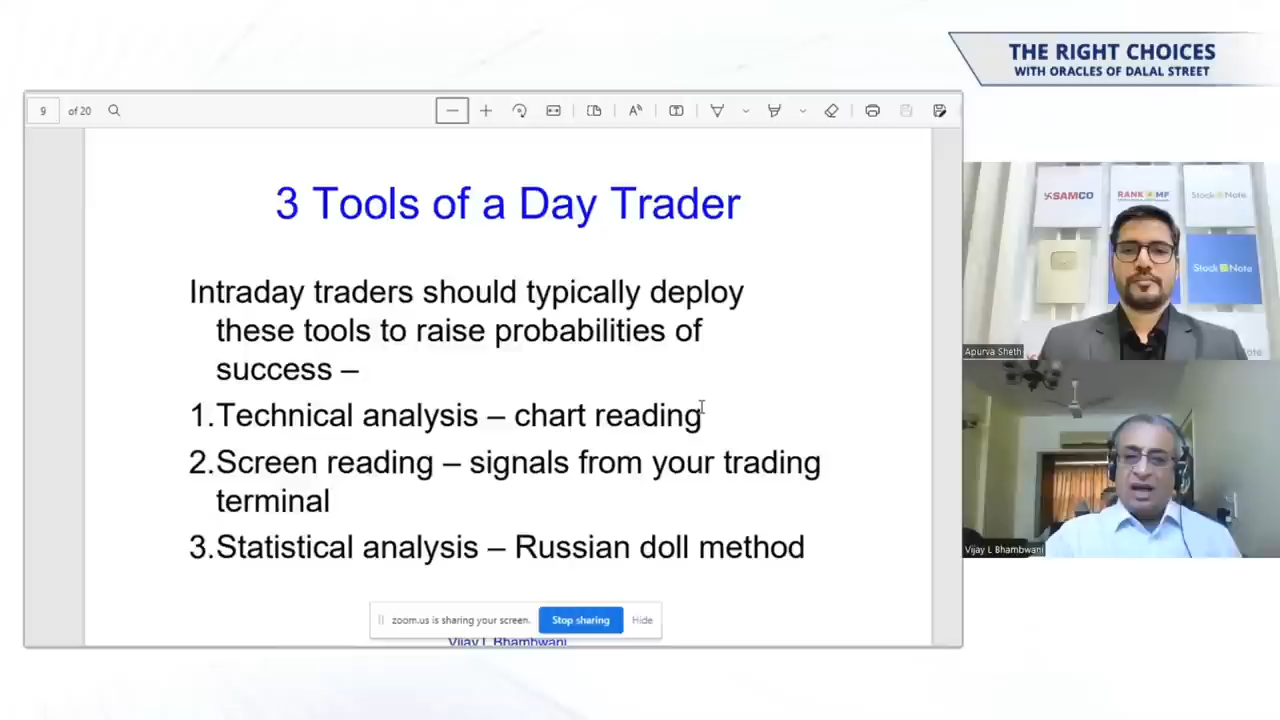 THE RIGHT CHOICES
WITH ORACLES OF DALAL STREET
9 of 20
3 Tools of a Day Trader
Intraday traders should typically deploy
these tools to raise probabilities of
success –
1.Technical analysis – chart reading
2.Screen reading – signals from your trading
terminal
3.Statistical analysis – Russian doll method
zoom.us is sharing your screen.
Stop sharing
Hide
Vijay L Bhambwani
SAMCO
RANK MF
StockNote
StockNote
Apurva Sheth
Vijay L Bhambwani